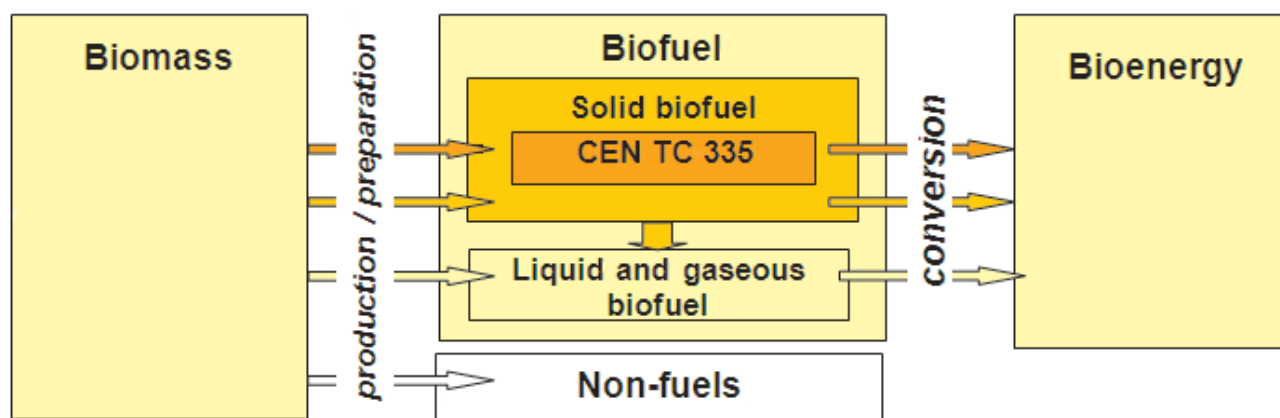 Biomass
production / preparation
Biofuel
Solid biofuel
CEN TC 335
Liquid and gaseous
biofuel
Non-fuels
conversion
Bioenergy